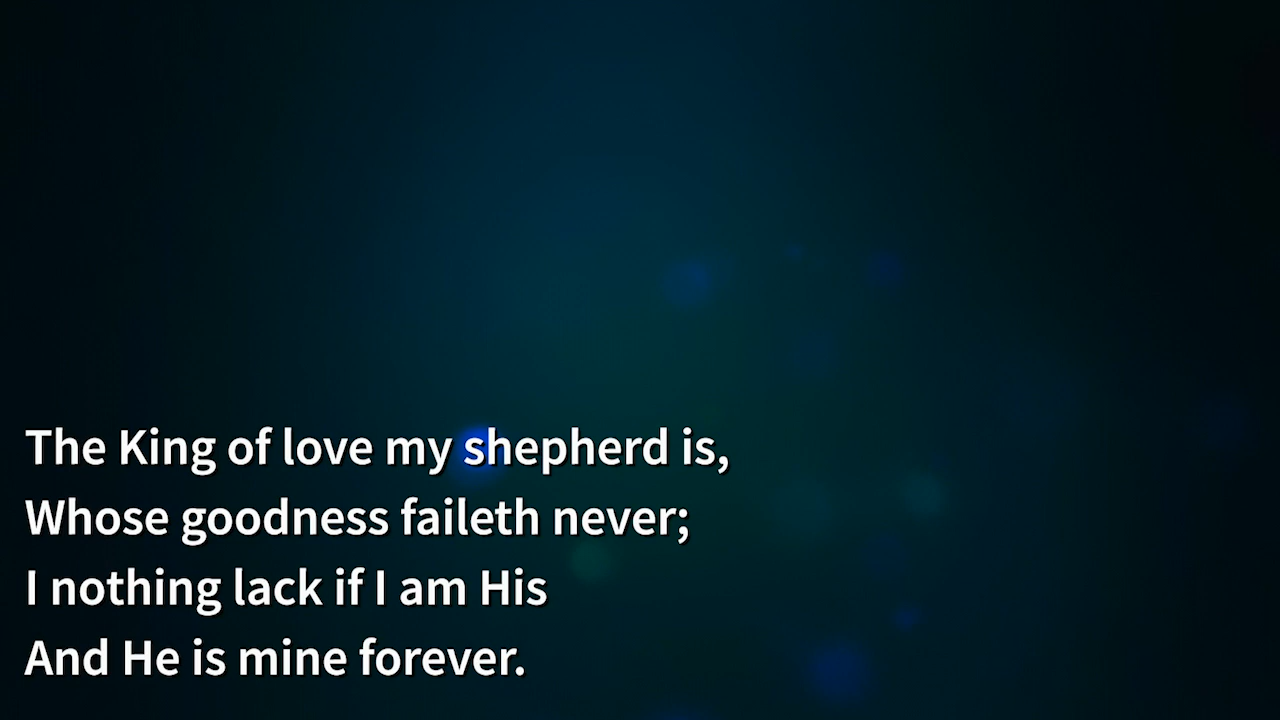 The King of love my shepherd is,
Whose goodness faileth never;
I nothing lack if I am His
And He is mine forever.